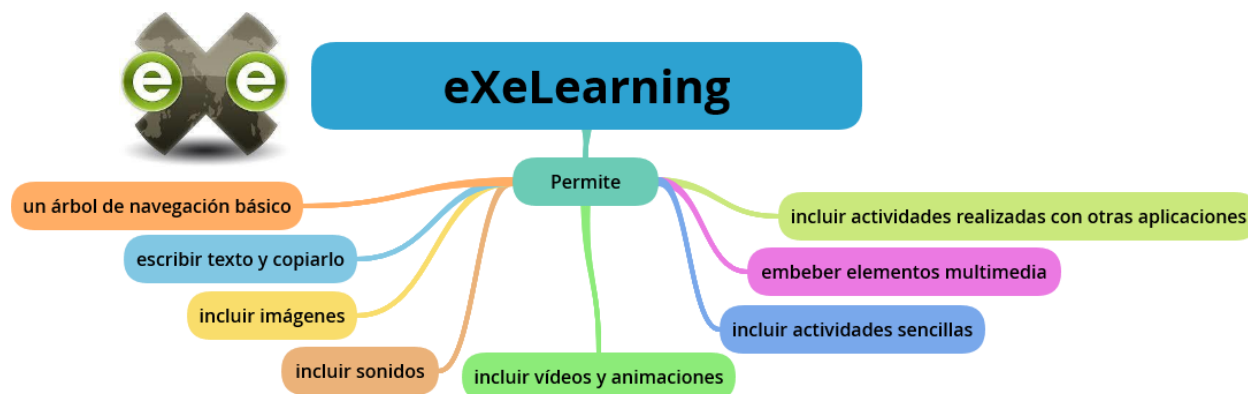 e e
eXeLearning
Permite
un árbol de navegación básico
escribir texto y copiarlo
incluir imágenes
incluir sonidos
incluir vídeos y animaciones
incluir actividades sencillas
embeber elementos multimedia
incluir actividades realizadas con otras aplicaciones